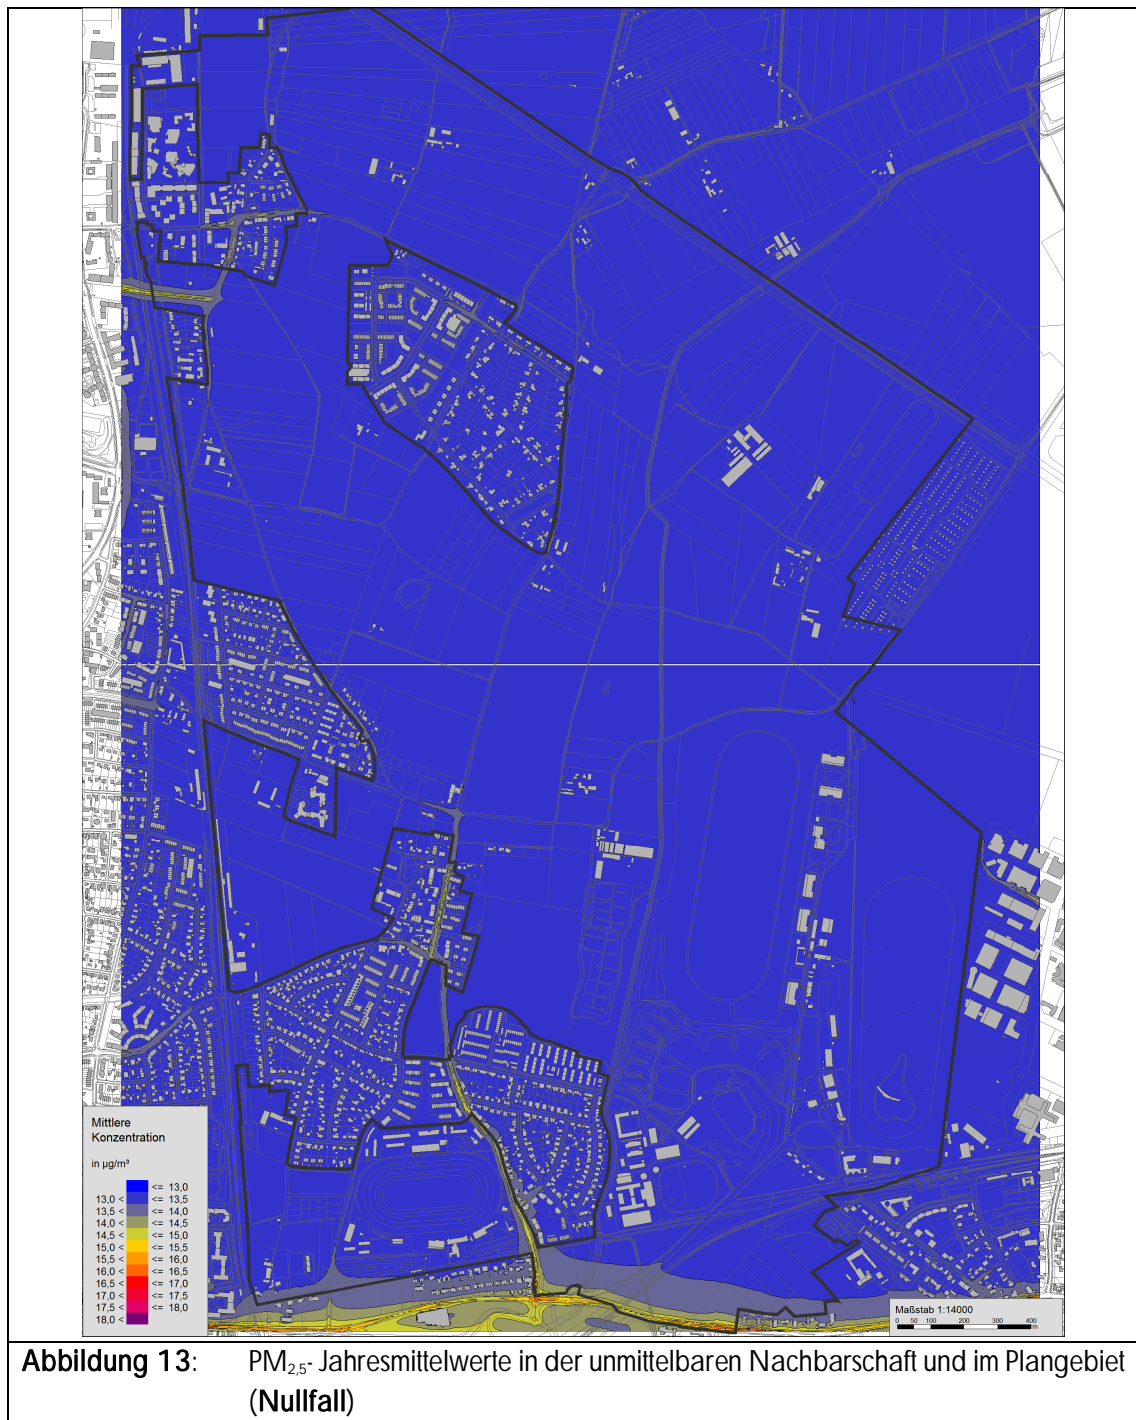 Mittlere
Konzentration
in µg/m³
<= 13,0
13,0 < <= 13,5
13,5 < <= 14,0
14,0 < <= 14,5
14,5 < <= 15,0
15,0 < <= 15,5
15,5 < <= 16,0
16,0 < <= 16,5
16,5 < <= 17,0
17,0 < <= 17,5
17,5 < <= 18,0
18,0 <
Maßstab 1:14000
0 50 100 200 300 400
m
Abbildung 13: PM2,5- Jahresmittelwerte in der unmittelbaren Nachbarschaft und im Plangebiet
(Nullfall)